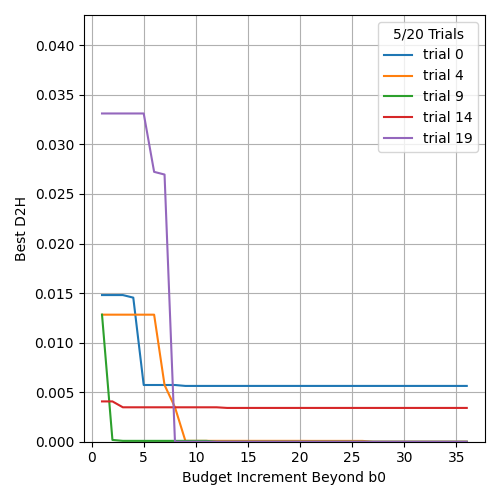 5/20 Trials
trial 0
trial 4
trial 9
trial 14
trial 19
Best D2H
0.040
0.035
0.030
0.025
0.020
0.015
0.010
0.005
0.000
0 5 10 15 20 25 30 35
Budget Increment Beyond b0